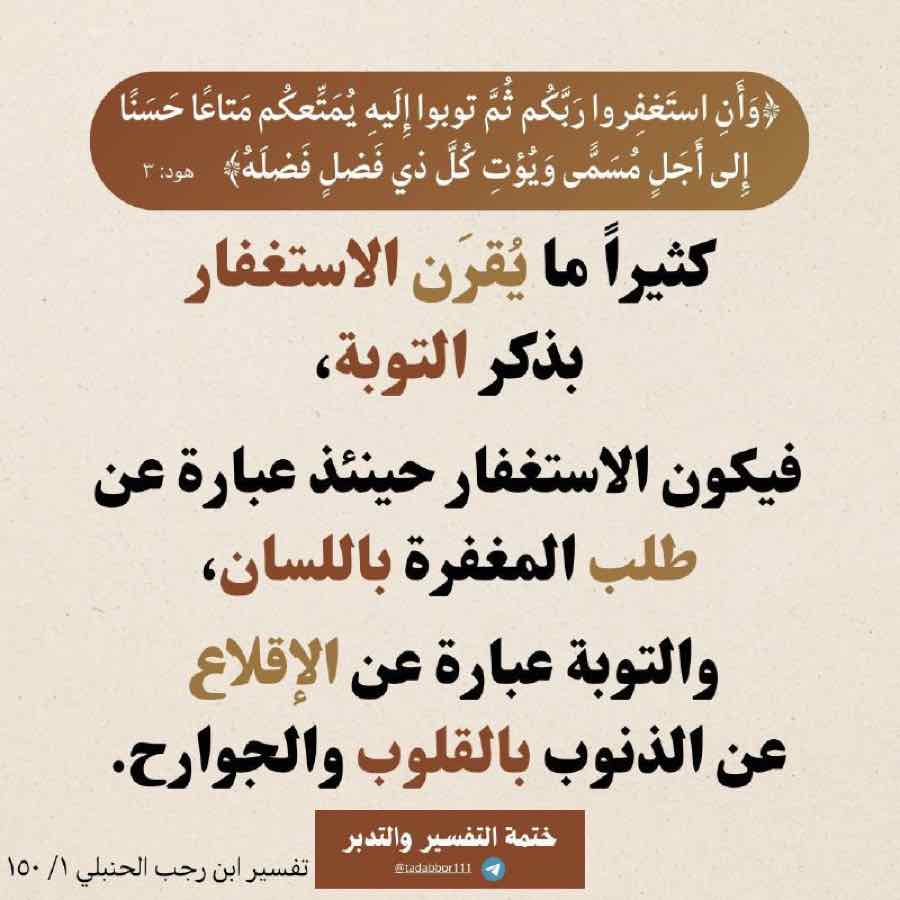 ﴿وَأَنِ استَغفِروا رَبَّكُم ثُمَّ توبوا إِلَيهِ يُمَتِّعكُم مَتاعًا حَسَنًا
إِلى أَجَلٍ مُسَمًّى وَيُؤتِ كُلَّ ذي فَضلٍ فَضلَهُ﴾ هود: ٣
كثيراً ما يُقرَن الاستغفار
بذكر التوبة،
فيكون الاستغفار حينئذ عبارة عن
طلب المغفرة باللسان،
والتوبة عبارة عن الإقلاع
عن الذنوب بالقلوب والجوارح.
ختمة التفسير والتدبر
@tadabbor111
تفسير ابن رجب الحنبلي ١/ ١٥٠